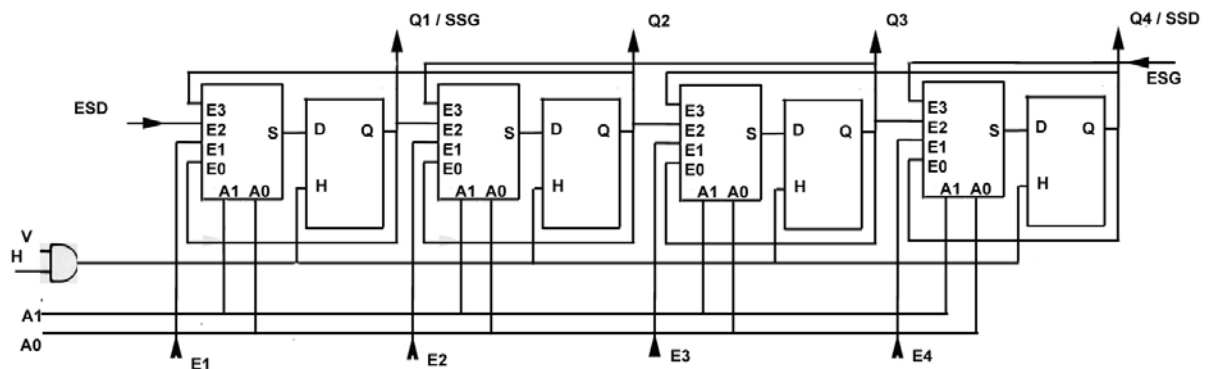 Q1 / SSG Q2 Q3 Q4 / SSD
ESG
ESD
E3 E2 E1 E0 S A1 A0 D Q H
E3 E2 E1 E0 S A1 A0 D Q H
E3 E2 E1 E0 S A1 A0 D Q H
E3 E2 E1 E0 S A1 A0 D Q H
V
H
A1
A0
E1 E2 E3 E4